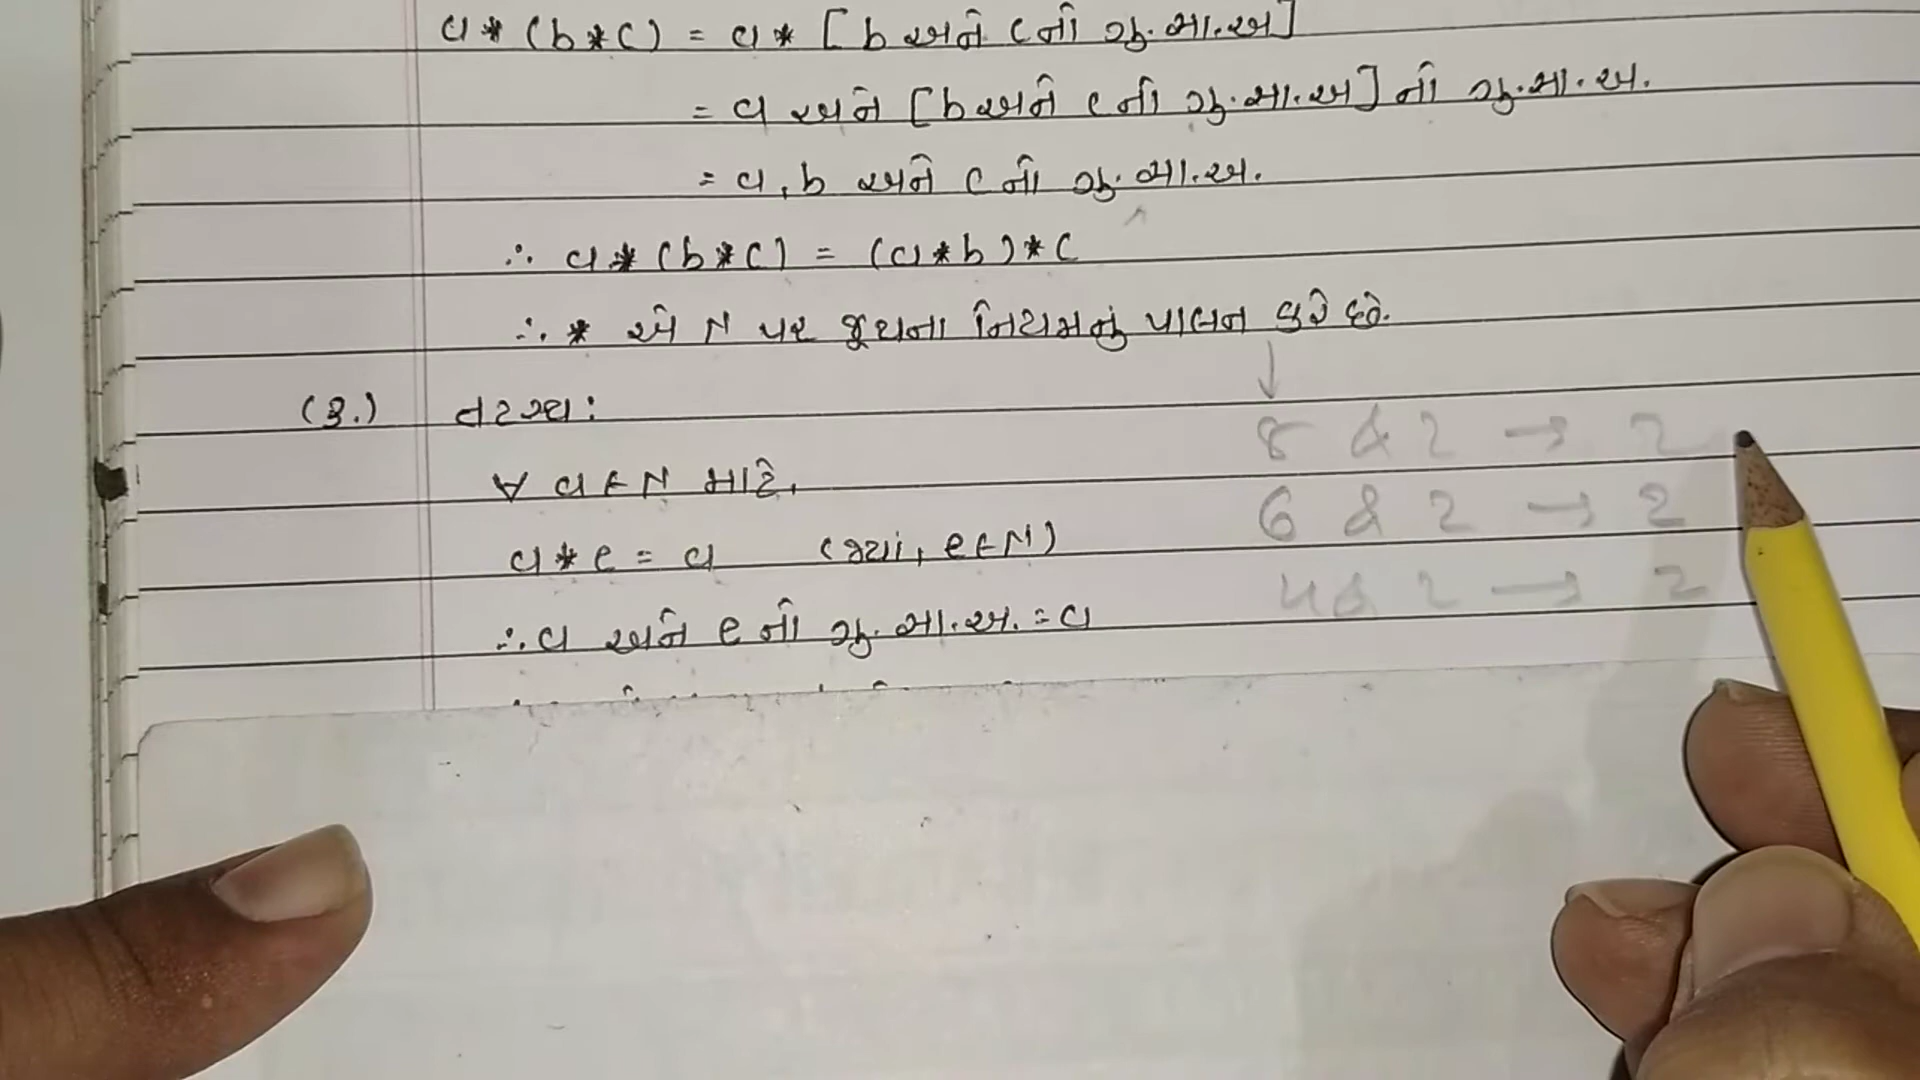 a * (b * c) = a * [b અને c નો ગુ.સા.અ]
= a અને [b અને c નો ગુ.સા.અ] નો ગુ.સા.અ.
= a, b અને c નો ગુ.સા.અ.
∴ a * (b * c) = (a * b) * c
∴ * એ N પર જૂથના નિયમનું પાલન કરે છે.
(3.) તટસ્થ:
8 & 2 → 2
∀ a ∈ N માટે,
6 & 2 → 2
a * e = a (જ્યાં, e ∈ N)
4 & 2 → 2
∴ a અને e નો ગુ.સા.અ. = a